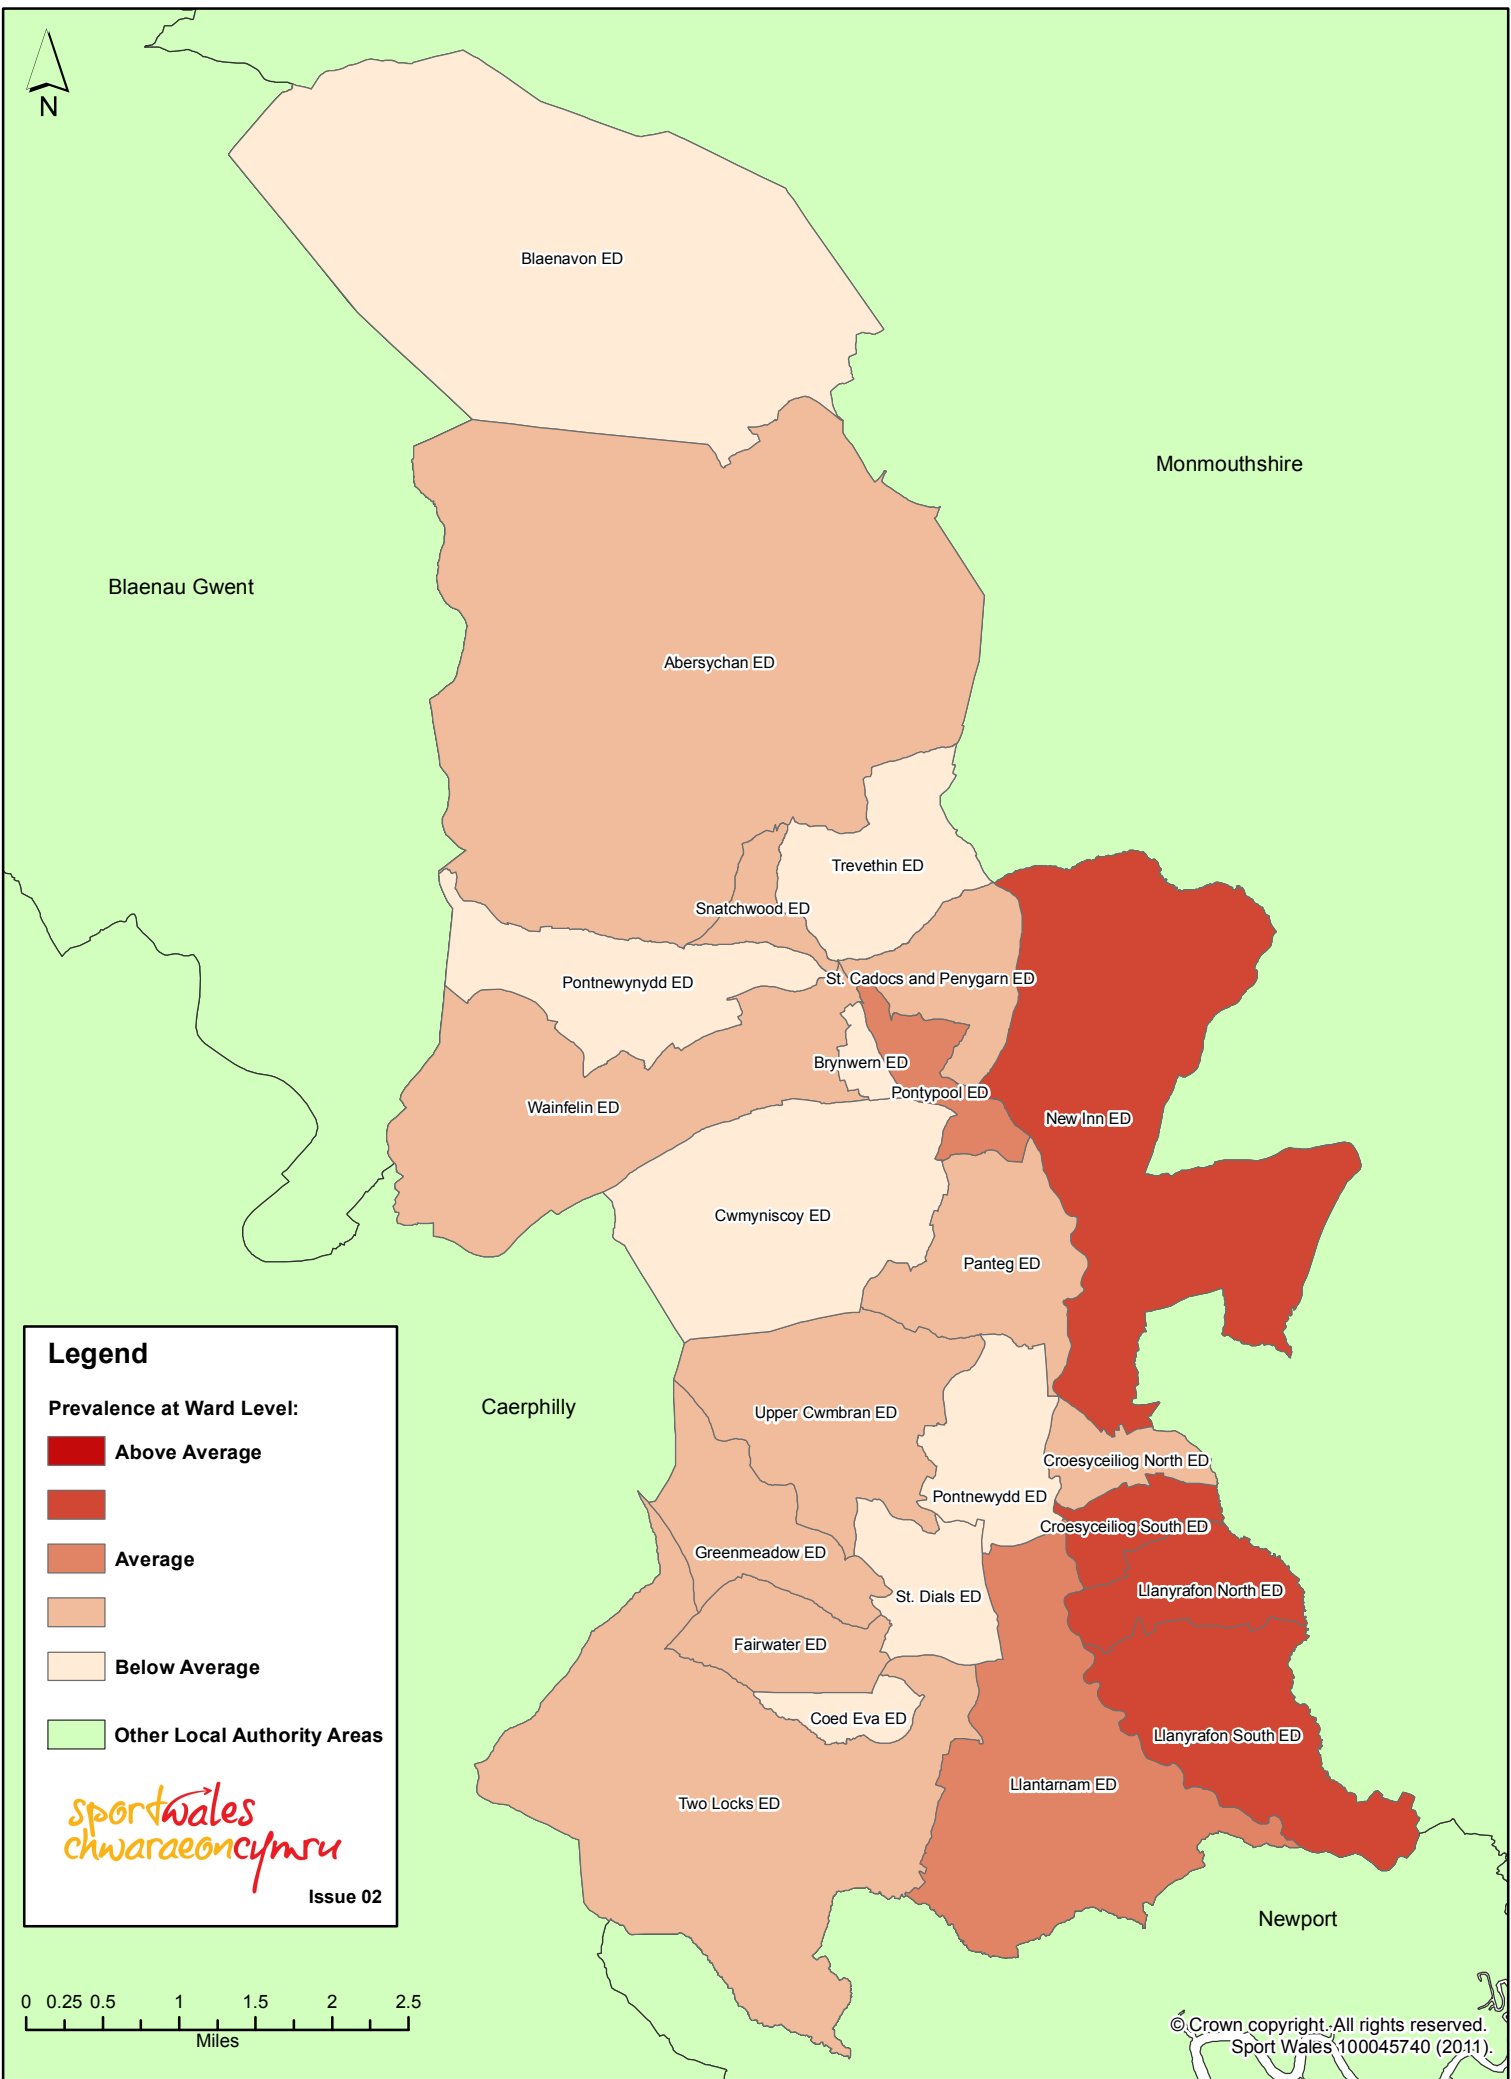 N
Blaenavon ED
Monmouthshire
Blaenau Gwent
Abersychan ED
Trevethin ED
Snatchwood ED
St. Cadocs and Penygarn ED
Pontnewynydd ED
Brynwern ED
Pontypool ED
Wainfelin ED
New Inn ED
Cwmyniscoy ED
Panteg ED
Caerphilly
Upper Cwmbran ED
Croesyceiliog North ED
Pontnewydd ED
Croesyceiliog South ED
Greenmeadow ED
Llanyrafon North ED
St. Dials ED
Fairwater ED
Coed Eva ED
Llanyrafon South ED
Llantarnam ED
Two Locks ED
Newport
Legend
Prevalence at Ward Level:
Above Average
Average
Below Average
Other Local Authority Areas
sportwales
chwaraeoncymru
Issue 02
0 0.25 0.5 1 1.5 2 2.5
Miles
© Crown copyright. All rights reserved.
Sport Wales 100045740 (2011).